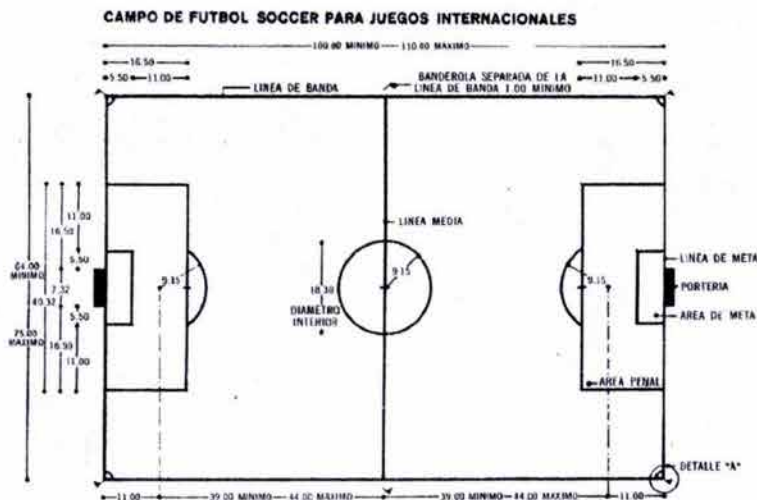 CAMPO DE FUTBOL SOCCER PARA JUEGOS INTERNACIONALES
100.00 MINIMO — 110.00 MAXIMO
16.50
5.50 11.00
LINEA DE BANDA
BANDEROLA SEPARADA DE LA
LINEA DE BANDA 1.00 MINIMO
16.50
11.00 5.50
11.00
16.50
5.50
64.00
MINIMO
7.32
40.32
5.50
75.00
MAXIMO
16.50
11.00
9.15
LINEA MEDIA
9.15
18.30
DIAMETRO
INTERIOR
9.15
LINEA DE META
PORTERIA
AREA DE META
AREA PENAL
DETALLE "A"
11.00 39.00 MINIMO — 44.00 MAXIMO 39.00 MINIMO — 44.00 MAXIMO 11.00